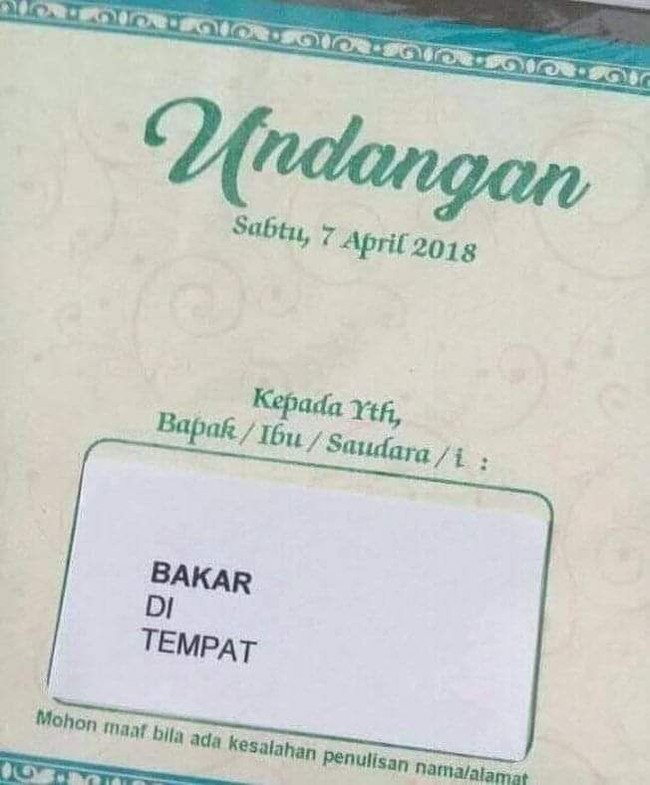 Undangan
Sabtu, 7 April 2018
Kepada Yth,
Bapak / Ibu / Saudara / i :
BAKAR
DI
TEMPAT
Mohon maaf bila ada kesalahan penulisan nama/alamat